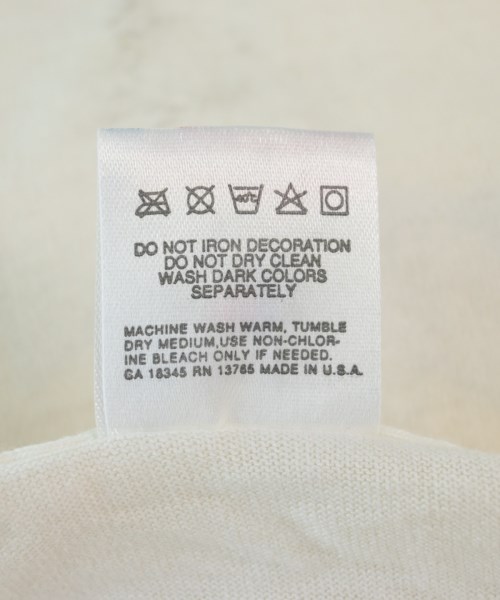 40°C
DO NOT IRON DECORATION
DO NOT DRY CLEAN
WASH DARK COLORS
SEPARATELY
MACHINE WASH WARM, TUMBLE
DRY MEDIUM,USE NON-CHLOR-
INE BLEACH ONLY IF NEEDED.
CA 18345 RN 13765 MADE IN U.S.A.